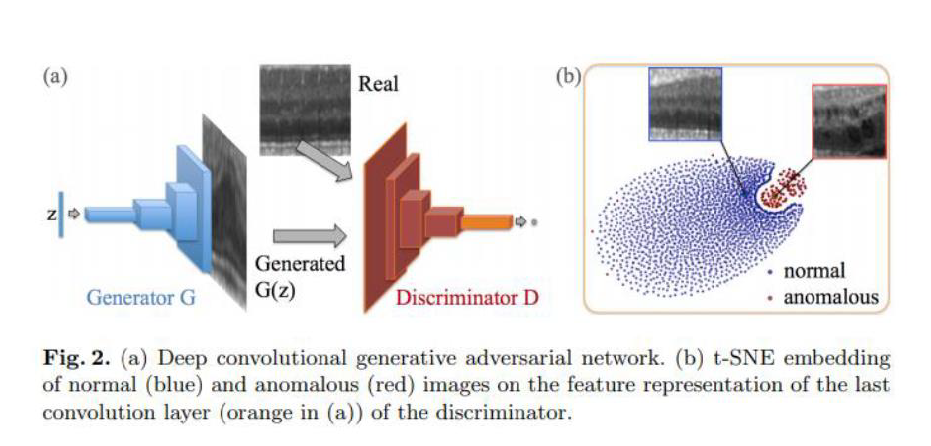 (a)
Real
(b)
z
Generated
G(z)
Generator G
Discriminator D
normal
anomalous
Fig. 2. (a) Deep convolutional generative adversarial network. (b) t-SNE embedding
of normal (blue) and anomalous (red) images on the feature representation of the last
convolution layer (orange in (a)) of the discriminator.